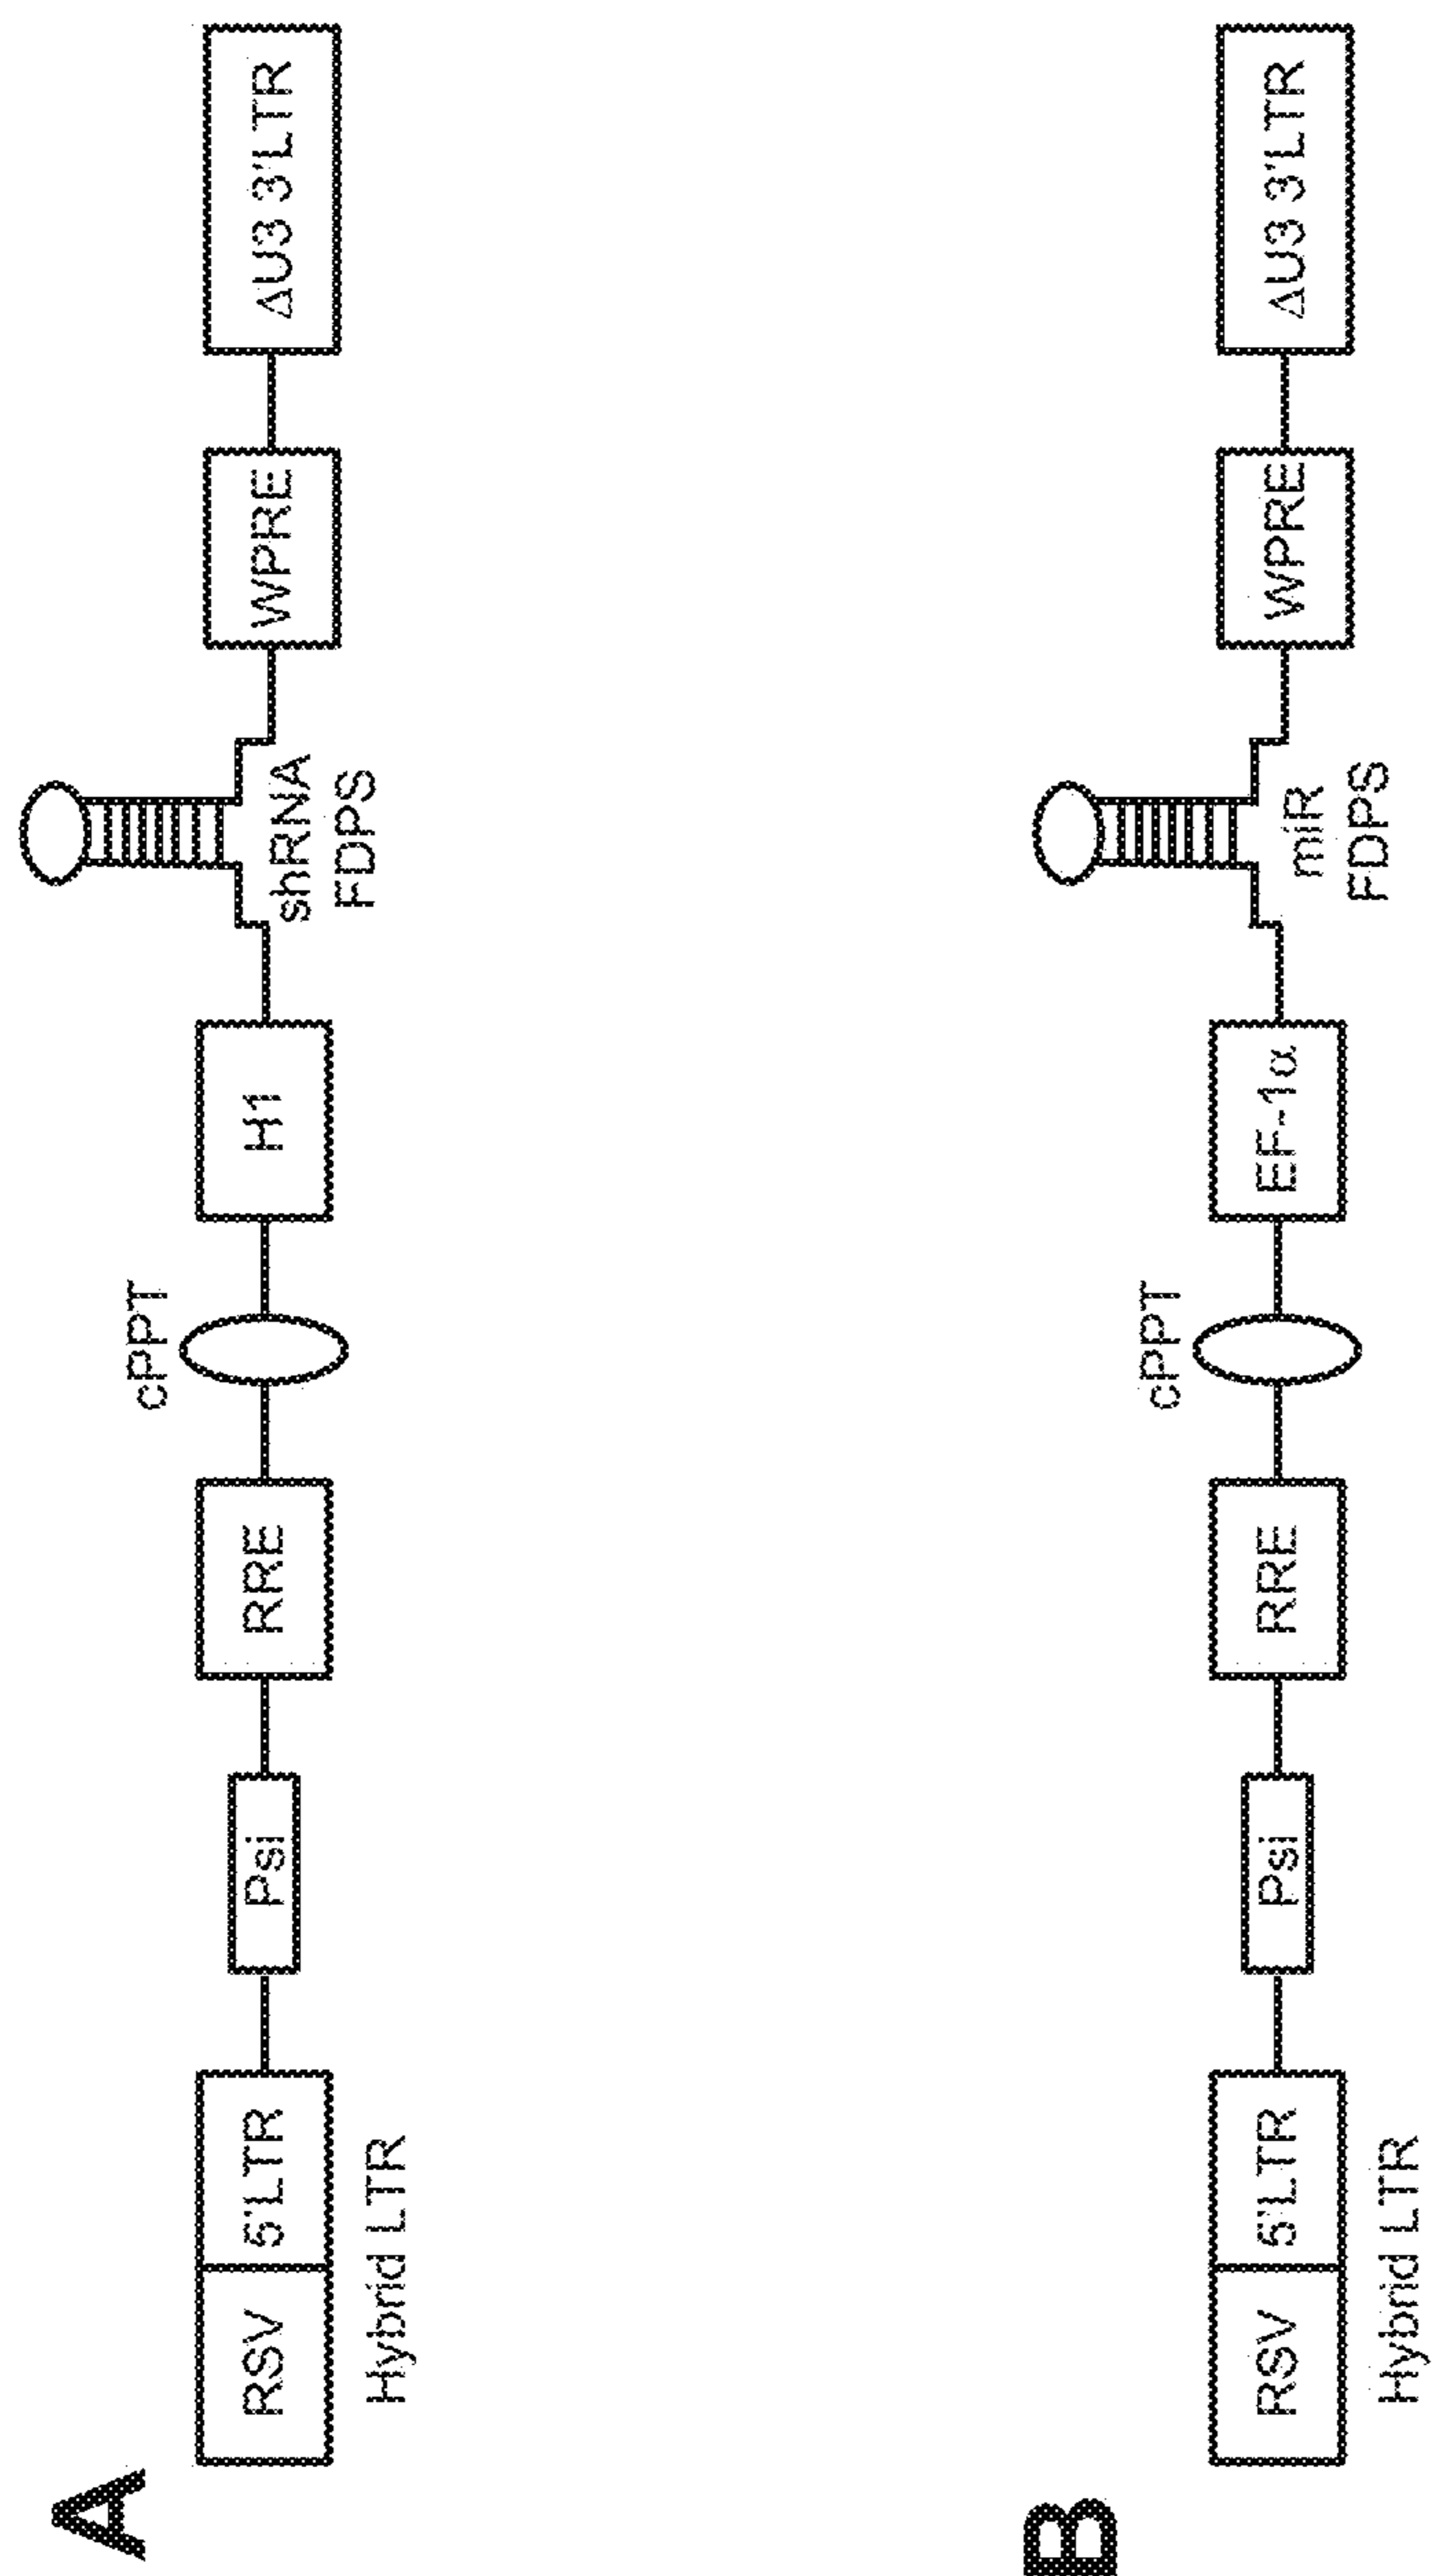 A
RSV
5'LTR
Hybrid LTR
Psi
RRE
cPPT
H1
shRNA
FDPS
WPRE
ΔU3 3'LTR
B
RSV
5'LTR
Hybrid LTR
Psi
RRE
cPPT
EF-1α
miR
FDPS
WPRE
ΔU3 3'LTR